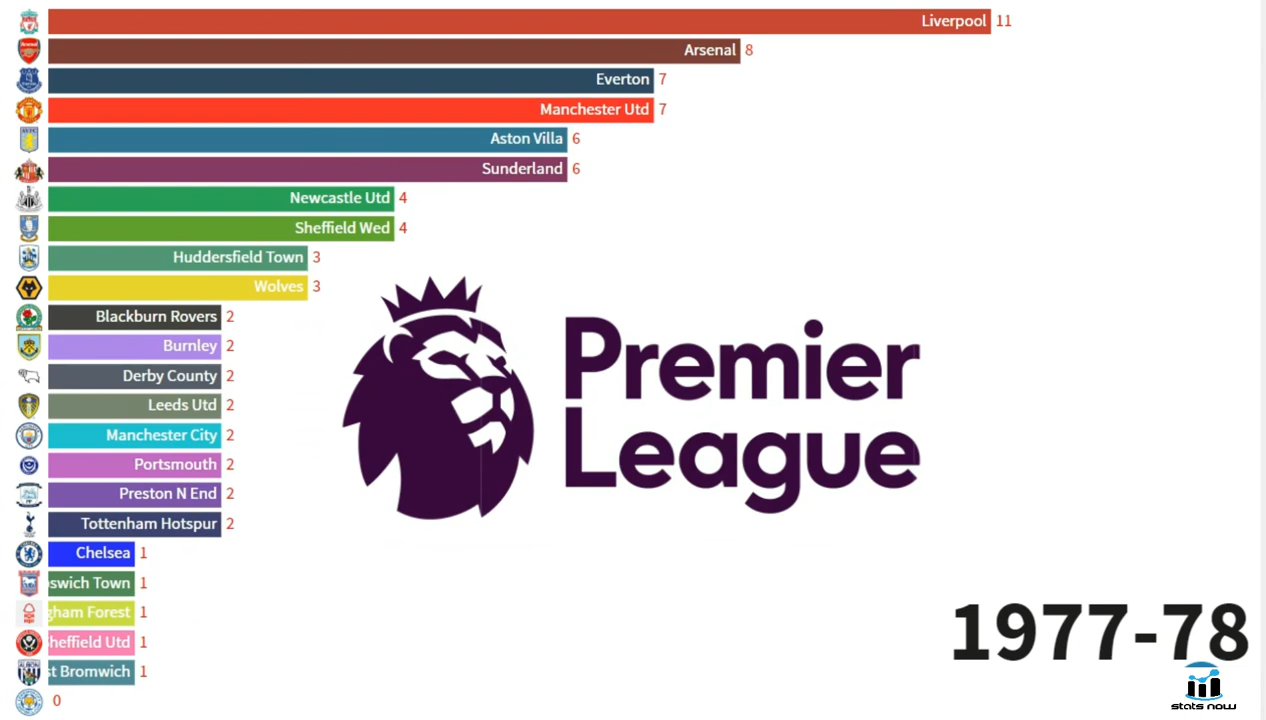 Liverpool 11
Arsenal 8
Everton 7
Manchester Utd 7
Aston Villa 6
Sunderland 6
Newcastle Utd 4
Sheffield Wed 4
Huddersfield Town 3
Wolves 3
Blackburn Rovers 2
Burnley 2
Derby County 2
Leeds Utd 2
Manchester City 2
Portsmouth 2
Preston N End 2
Tottenham Hotspur 2
Chelsea 1
swich Town 1
gham Forest 1
heffield Utd 1
st Bromwich 1
0
Premier
League
1977-78
stats now